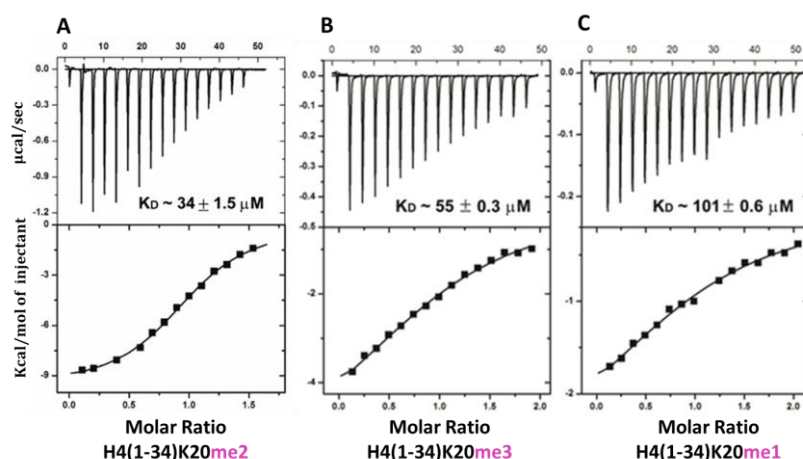 A
B
C
0 10 20 30 40 50
0 10 20 30 40 50
0 10 20 30 40 50
µcal/sec
0.0
-0.3
-0.6
-0.9
-1.2
0.0
-0.1
-0.2
-0.3
-0.4
-0.5
0.0
-0.1
-0.2
KD ~ 34 ± 1.5 µM
KD ~ 55 ± 0.3 µM
KD ~ 101 ± 0.6 µM
Kcal/mol of injectant
0
-3
-6
-9
-2
-4
-1
-2
0.0 0.5 1.0 1.5
0.0 0.5 1.0 1.5 2.0
0.0 0.5 1.0 1.5 2.0
Molar Ratio
H4(1-34)K20me2
Molar Ratio
H4(1-34)K20me3
Molar Ratio
H4(1-34)K20me1